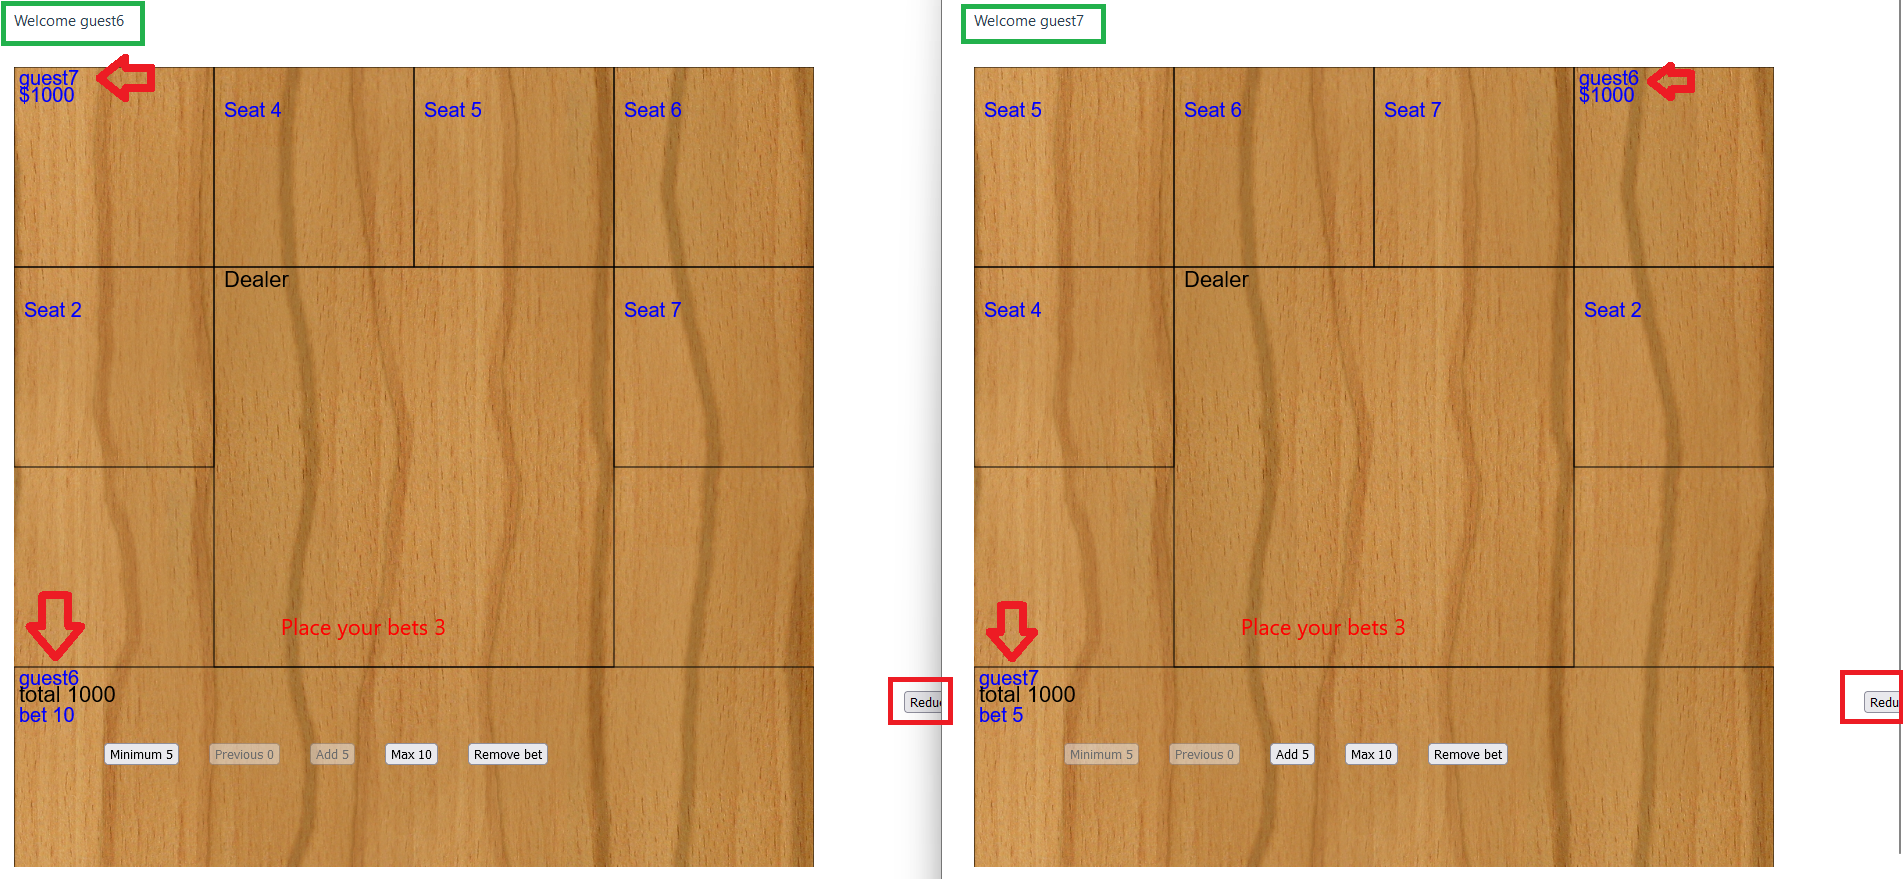 Welcome guest6
guest7
$1000
Seat 4
Seat 5
Seat 6
Dealer
Seat 2
Seat 7
Place your bets 3
guest6
total 1000
bet 10
Minimum 5
Previous 0
Add 5
Max 10
Remove bet
Redu
Welcome guest7
Seat 5
Seat 6
Seat 7
guest6
$1000
Dealer
Seat 4
Seat 2
Place your bets 3
guest7
total 1000
bet 5
Minimum 5
Previous 0
Add 5
Max 10
Remove bet
Redu